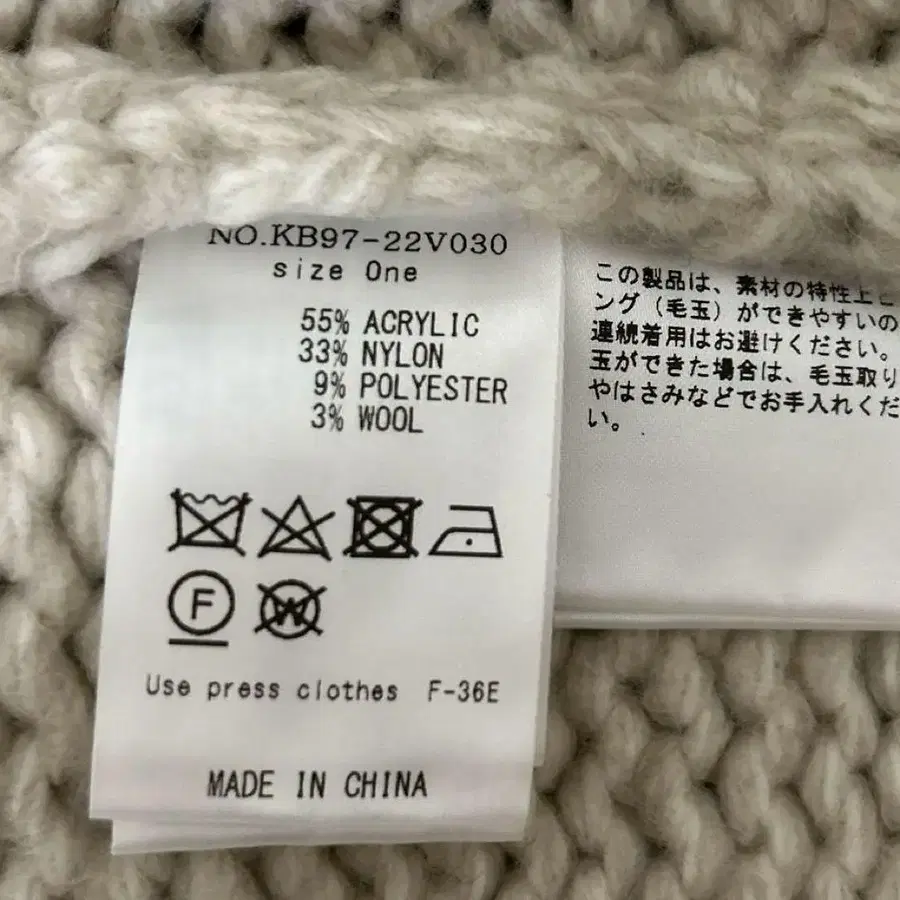 NO.KB97-22V030
size One
55% ACRYLIC
33% NYLON
9% POLYESTER
3% WOOL
F
W
Use press clothes F-36E
MADE IN CHINA
この製品は、素材の特性上
ング（毛玉）ができやすいの
連続着用はお避けください。
玉ができた場合は、毛玉取り
やはさみなどでお手入れくだ
い。